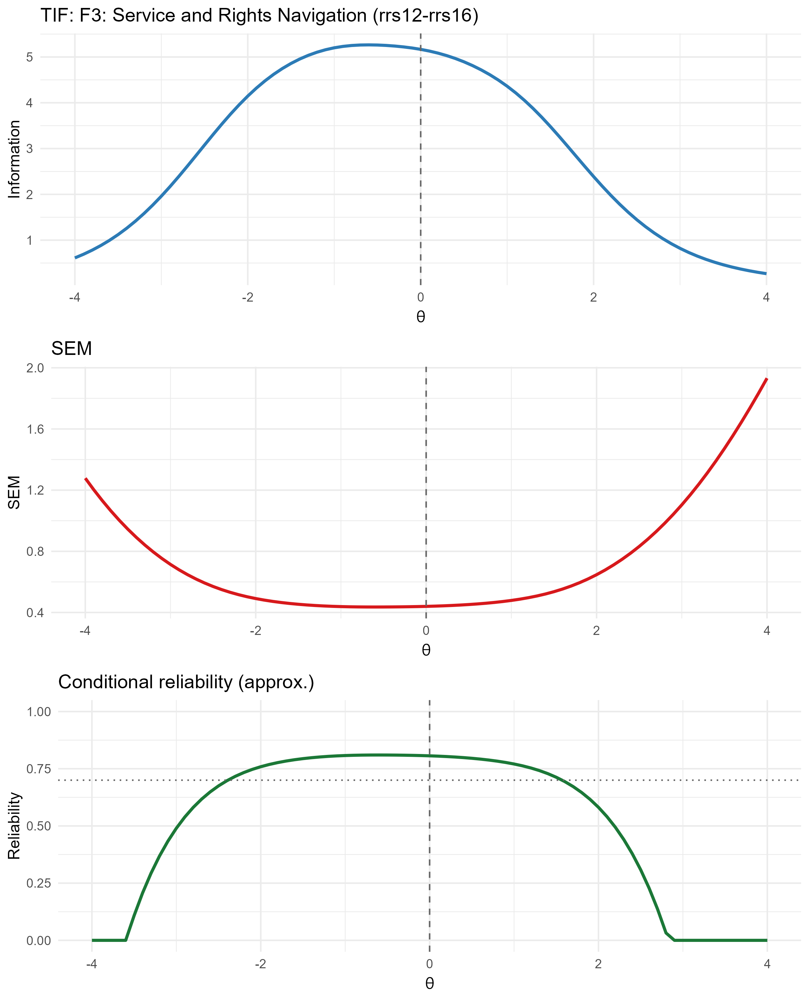 TIF: F3: Service and Rights Navigation (rrs12-rrs16)
Information
5
4
3
2
1
-4 -2 0 2 4
θ
SEM
SEM
2.0
1.6
1.2
0.8
0.4
-4 -2 0 2 4
θ
Conditional reliability (approx.)
Reliability
1.00
0.75
0.50
0.25
0.00
-4 -2 0 2 4
θ